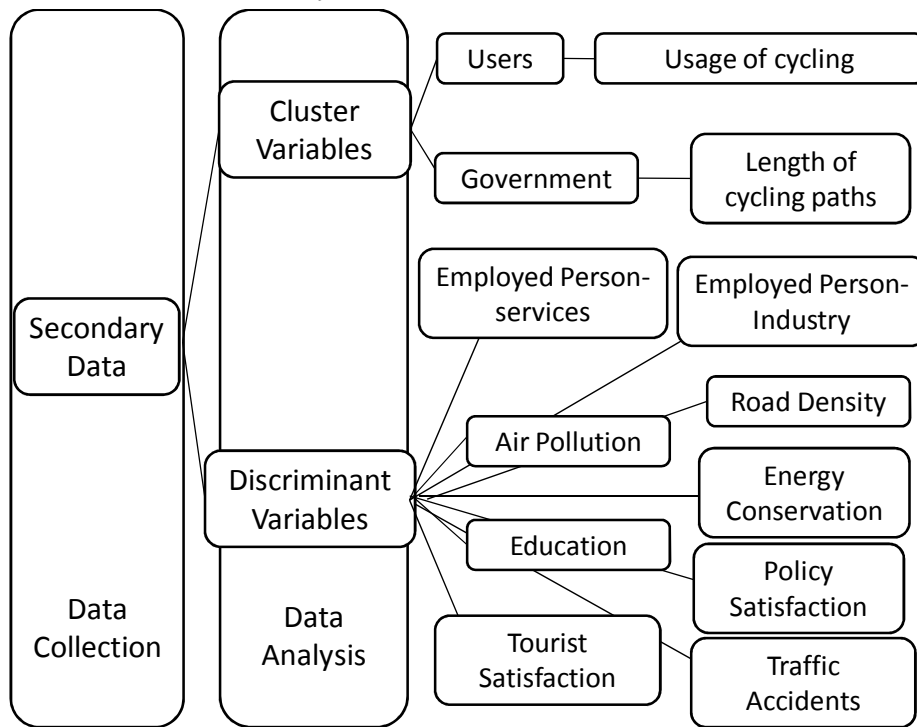 Users
Usage of cycling
Cluster
Variables
Government
Length of
cycling paths
Employed Person-
services
Employed Person-
Industry
Secondary
Data
Road Density
Air Pollution
Discriminant
Variables
Energy
Conservation
Education
Policy
Satisfaction
Data
Collection
Data
Analysis
Tourist
Satisfaction
Traffic
Accidents